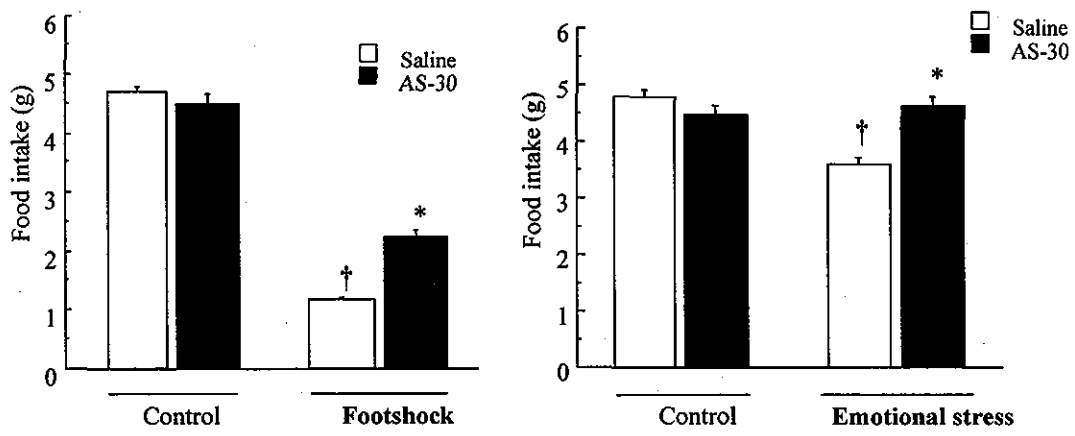 6
5
4
3
2
1
0
Food intake (g)
Saline
AS-30
†
*
Control
Footshock
6
5
4
3
2
1
0
Food intake (g)
Saline
AS-30
†
*
Control
Emotional stress